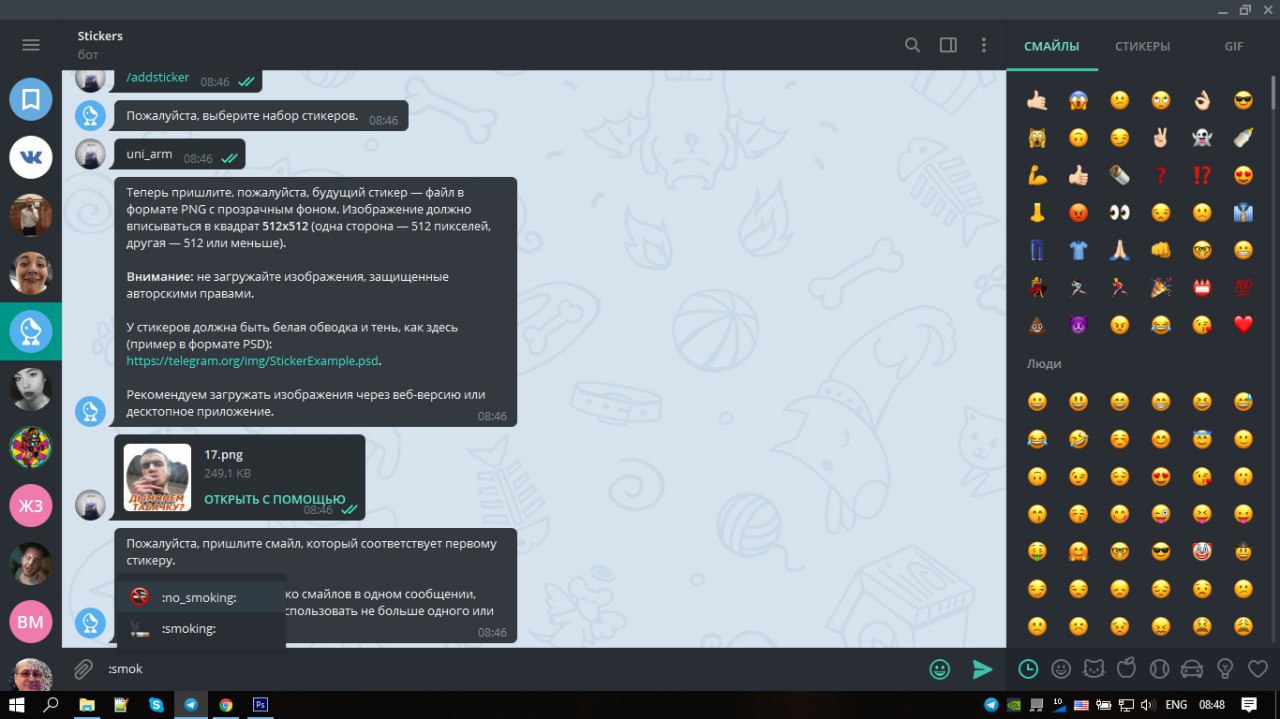 Stickers
бот
СМАЙЛЫ
СТИКЕРЫ
GIF
/addsticker 08:46
Пожалуйста, выберите набор стикеров. 08:46
uni_arm 08:46
Теперь пришлите, пожалуйста, будущий стикер — файл в
формате PNG с прозрачным фоном. Изображение должно
вписываться в квадрат 512x512 (одна сторона — 512 пикселей,
другая — 512 или меньше).
Внимание: не загружайте изображения, защищенные
авторскими правами.
У стикеров должна быть белая обводка и тень, как здесь
(пример в формате PSD):
https://telegram.org/img/StickerExample.psd.
Рекомендуем загружать изображения через веб-версию или
десктопное приложение. 08:46
17.png
249.1 KB
ОТКРЫТЬ С ПОМОЩЬЮ
08:46
ДЫМОНЕМ
ТАБАЧКУ?
Пожалуйста, пришлите смайл, который соответствует первому
стикеру.
ко смайлов в одном сообщении,
спользовать не больше одного или
08:46
:no_smoking:
:smoking:
:smok
Люди
ЖЗ
ВМ
10
ENG
08:48